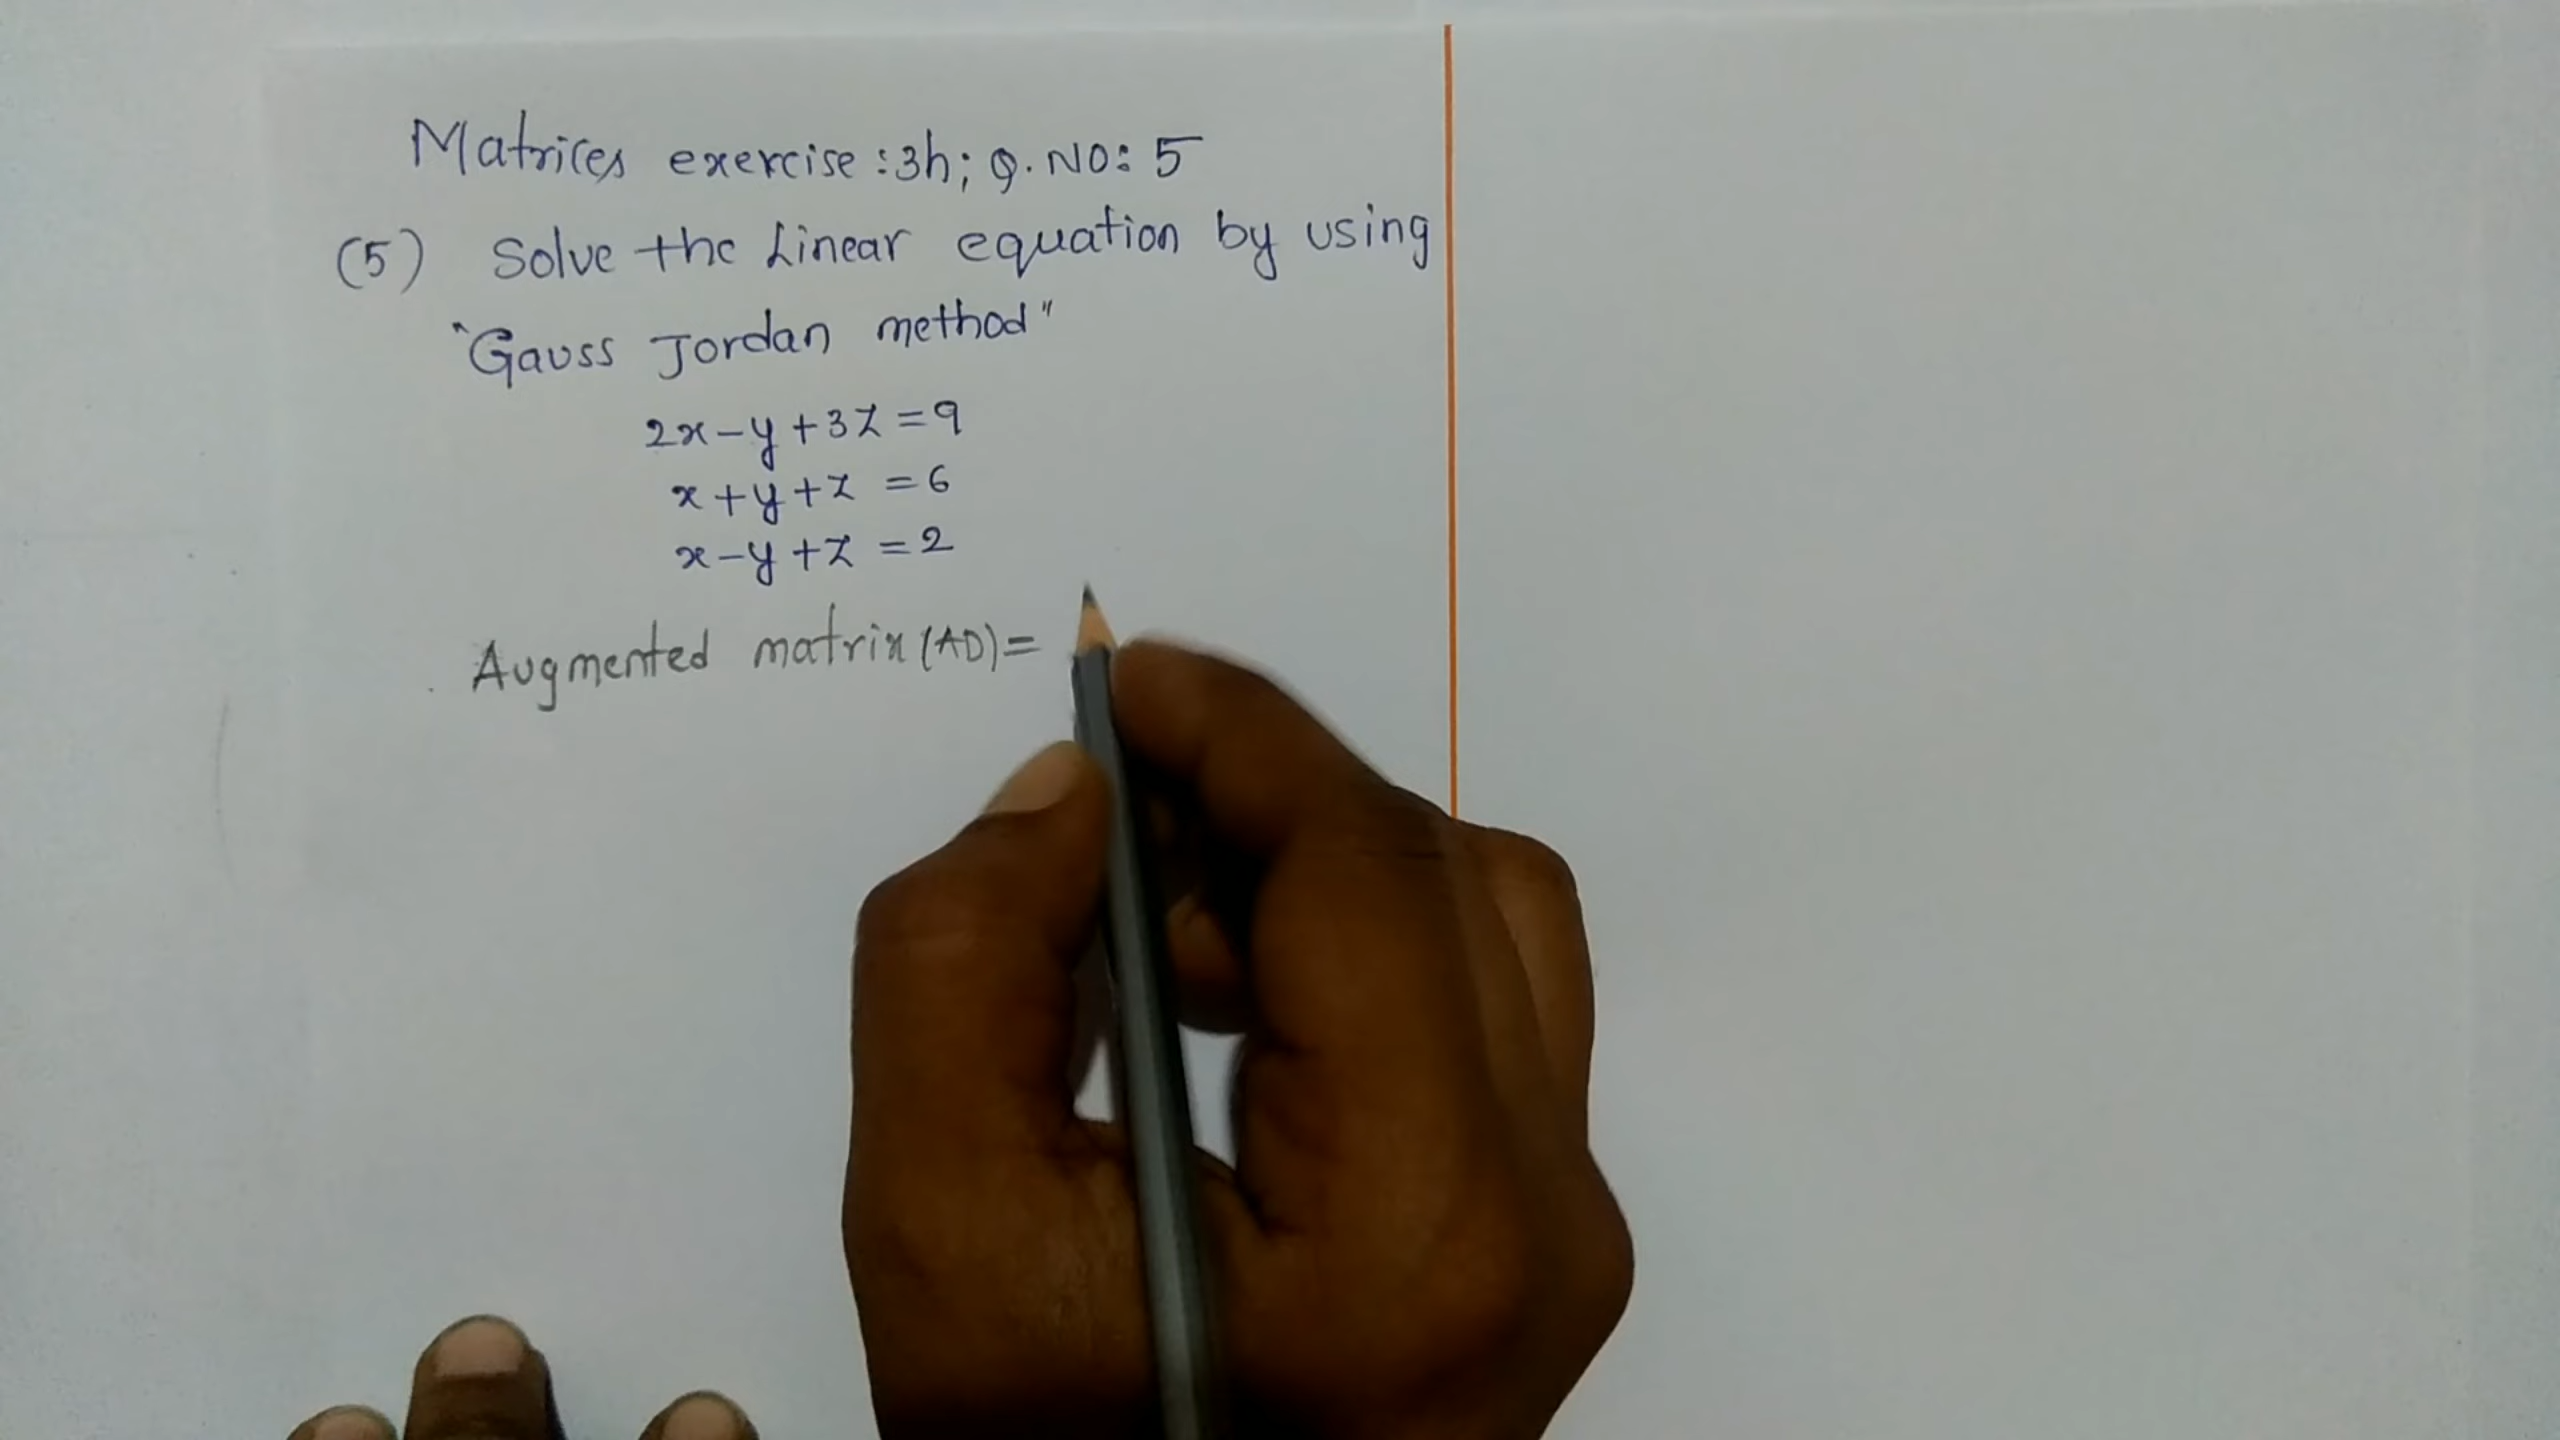 Matrices exercise:3h; Q.NO: 5
(5) Solve the Linear equation by using
"Gauss Jordan method"
2x-y+3z=9
x+y+z=6
x-y+z=2
Augmented matrix(AD)=